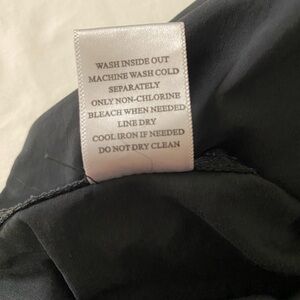 WASH INSIDE OUT
MACHINE WASH COLD
SEPARATELY
ONLY NON-CHLORINE
BLEACH WHEN NEEDED
LINE DRY
COOL IRON IF NEEDED
DO NOT DRY CLEAN